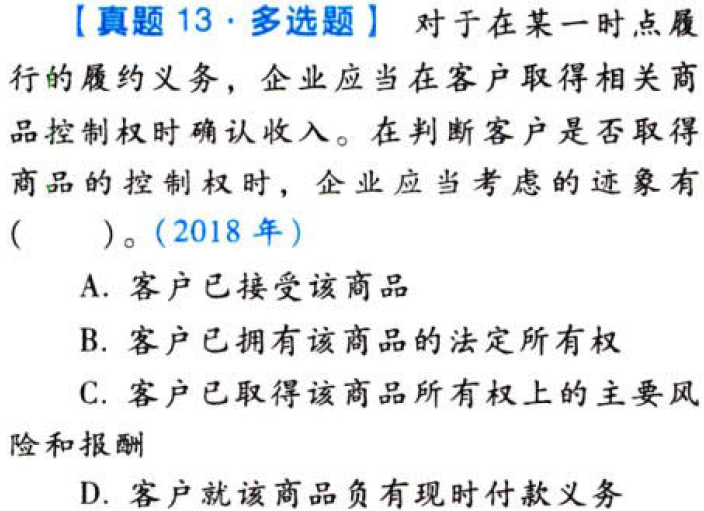 【真题 13·多选题】 对于在某一时点履
行的履约义务，企业应当在客户取得相关商
品控制权时确认收入。在判断客户是否取得
商品的控制权时，企业应当考虑的迹象有
(  )。(2018 年)
A. 客户已接受该商品
B. 客户已拥有该商品的法定所有权
C. 客户已取得该商品所有权上的主要风
险和报酬
D. 客户就该商品负有现时付款义务